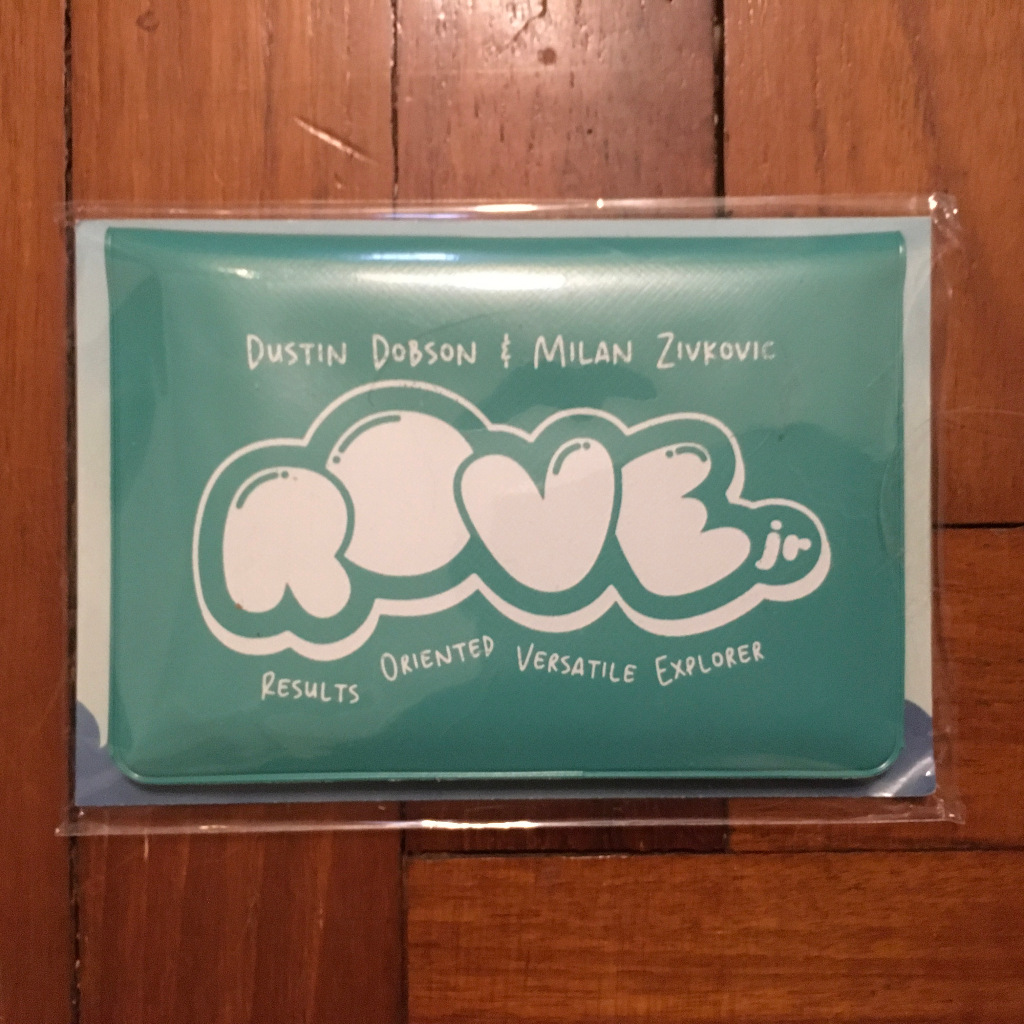 DUSTIN DOBSON & MILAN ZIVKOVIC
ROVE jr
RESULTS ORIENTED VERSATILE EXPLORER